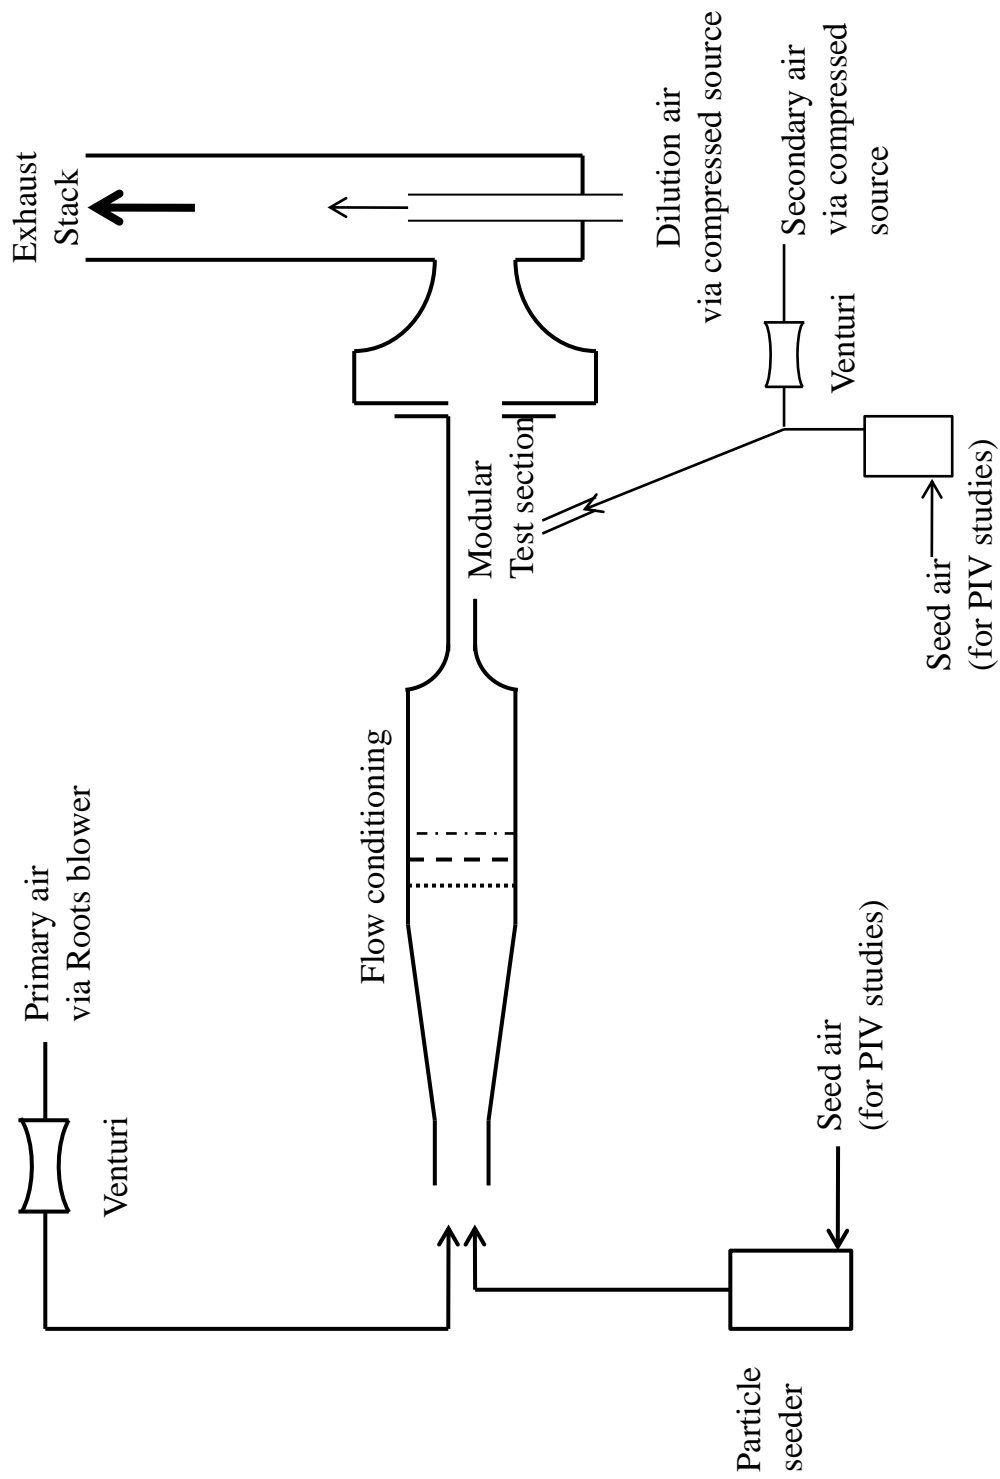 Primary air
via Roots blower
Venturi
Particle
seeder
Seed air
(for PIV studies)
Flow conditioning
Modular
Test section
Exhaust
Stack
Dilution air
via compressed source
Secondary air
via compressed
source
Venturi
Seed air
(for PIV studies)